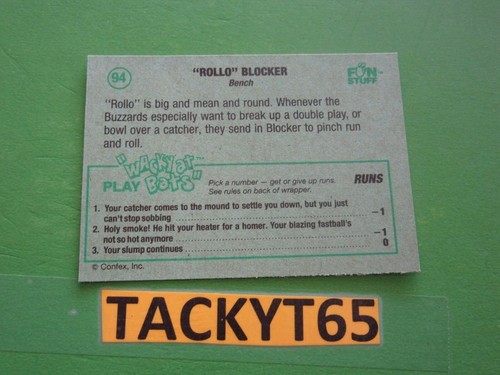 94
"ROLLO" BLOCKER
Bench
FUN
STUFF
"Rollo" is big and mean and round. Whenever the
Buzzards especially want to break up a double play, or
bowl over a catcher, they send in Blocker to pinch run
and roll.
"WACKY AT
PLAY BATS"
Pick a number — get or give up runs.
See rules on back of wrapper.
RUNS
1. Your catcher comes to the mound to settle you down, but you just
can't stop sobbing ........ –1
2. Holy smoke! He hit your heater for a homer. Your blazing fastball's
not so hot anymore ........ –1
3. Your slump continues ........ 0
© Confex, Inc.
TACKYT65